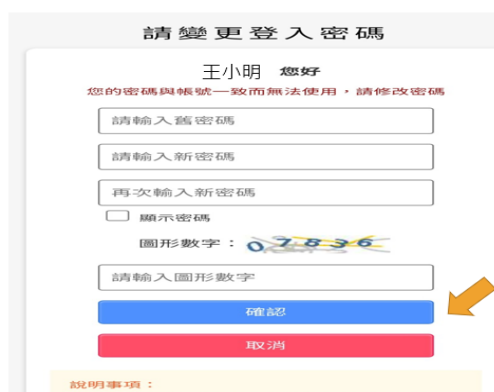 請變更登入密碼
王小明 您好
您的密碼與帳號一致而無法使用，請修改密碼
請輸入舊密碼
請輸入新密碼
再次輸入新密碼
顯示密碼
圖形數字：07836
請輸入圖形數字
確認
取消
說明事項：